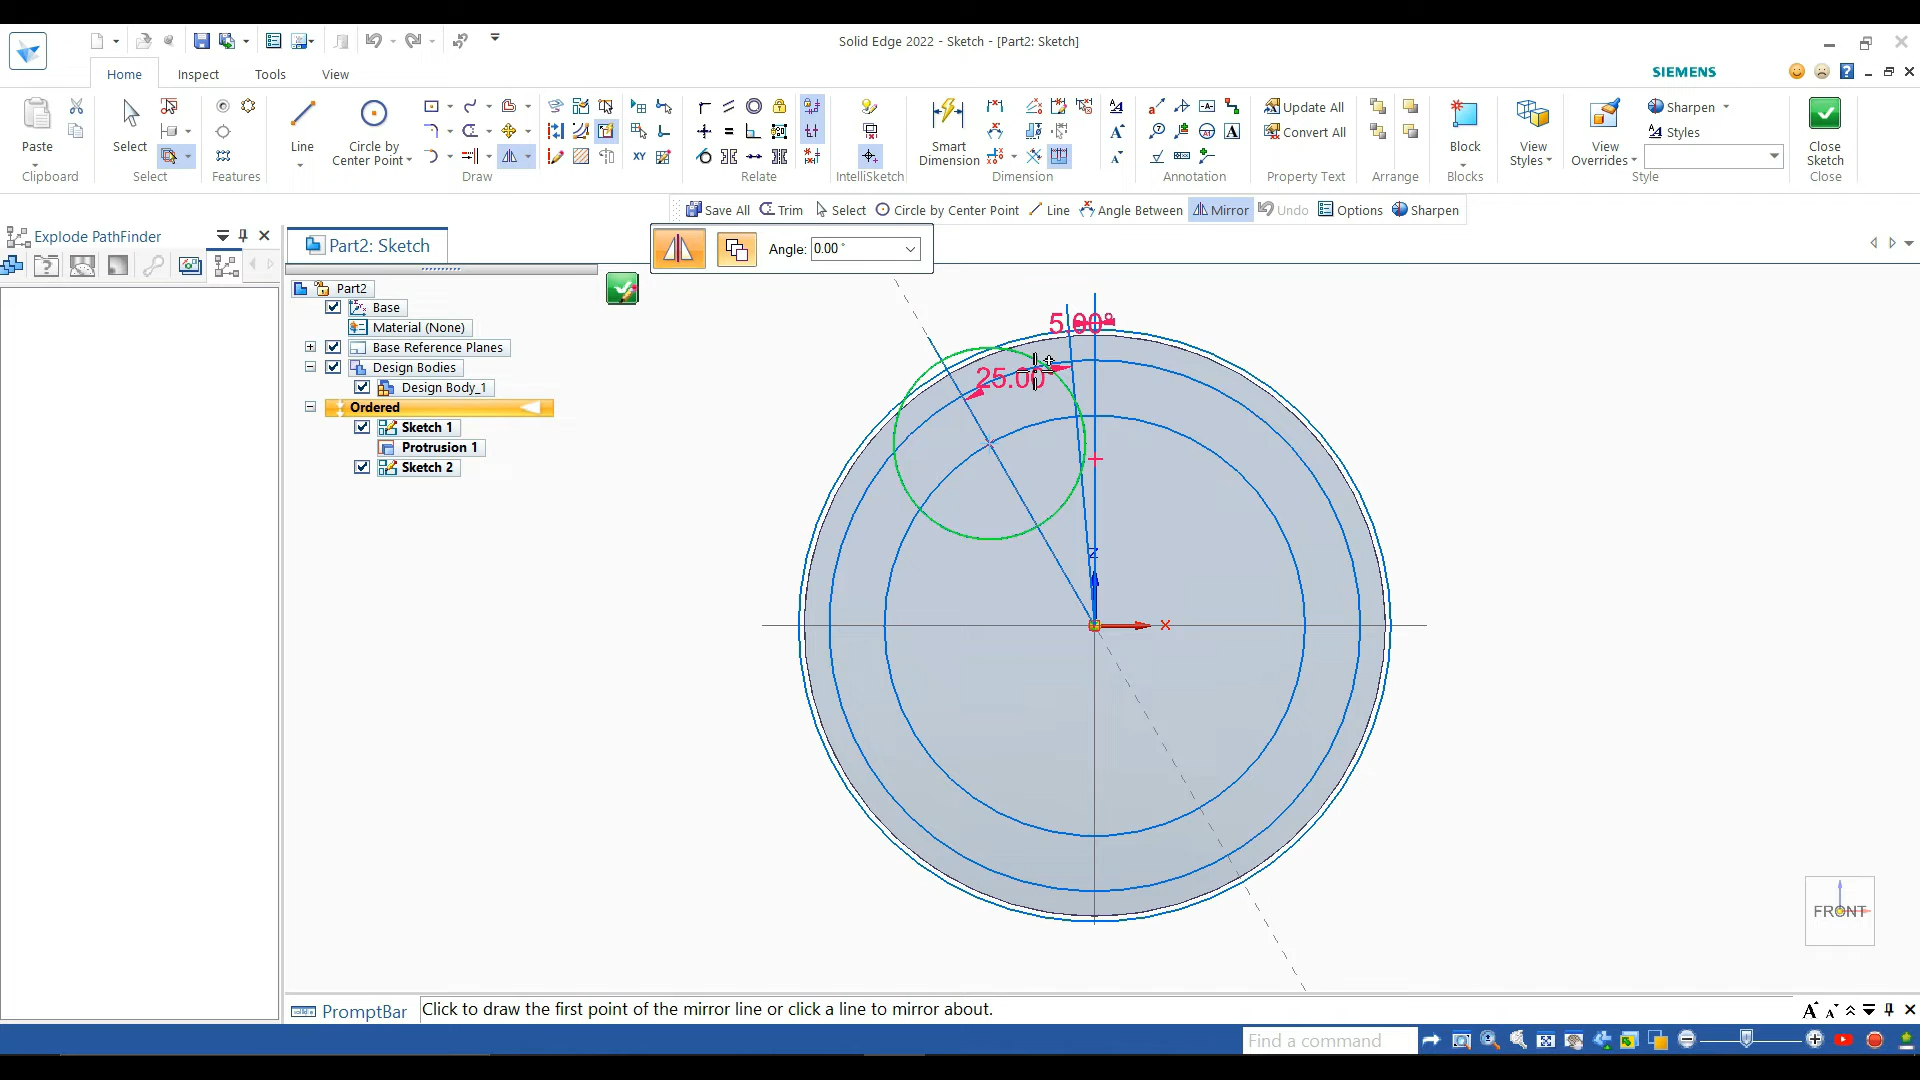 Solid Edge 2022 - Sketch - [Part2: Sketch]
Home
Inspect
Tools
View
SIEMENS
Paste
Clipboard
Select
Select
Features
Line
Circle by
Center Point
Draw
Relate
IntelliSketch
Smart
Dimension
Dimension
Annotation
Update All
Convert All
Property Text
Arrange
Block
Blocks
View
Styles
View
Overrides
Sharpen
Styles
Style
Close
Sketch
Close
Save All
Trim
Select
Circle by Center Point
Line
Angle Between
Mirror
Undo
Options
Sharpen
Explode PathFinder
Part2: Sketch
Angle: 0.00 °
Part2
Base
Material (None)
Base Reference Planes
Design Bodies
Design Body_1
Ordered
Sketch 1
Protrusion 1
Sketch 2
5.00°
25.00
Z
X
FRONT
PromptBar
Click to draw the first point of the mirror line or click a line to mirror about.
Find a command